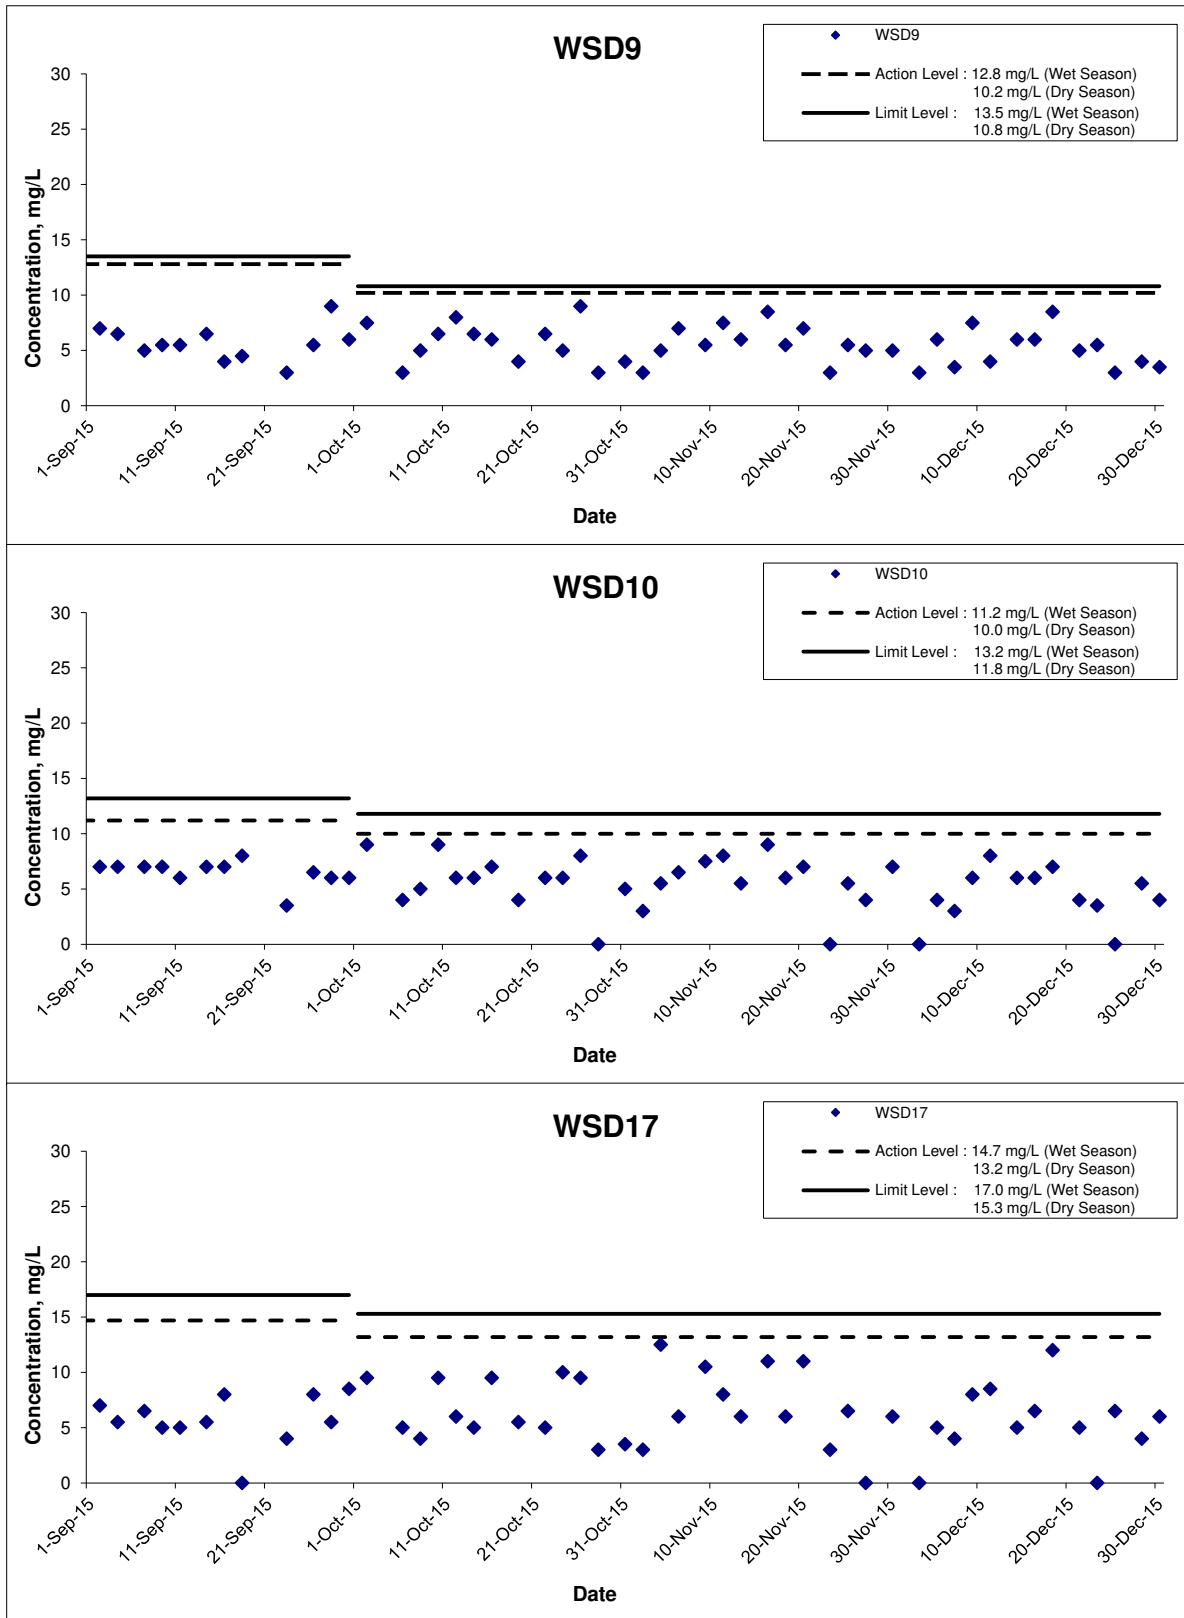 WSD9
WSD9
Action Level : 12.8 mg/L (Wet Season)
10.2 mg/L (Dry Season)
Limit Level : 13.5 mg/L (Wet Season)
10.8 mg/L (Dry Season)
Concentration, mg/L
30
25
20
15
10
5
0
1-Sep-15 11-Sep-15 21-Sep-15 1-Oct-15 11-Oct-15 21-Oct-15 31-Oct-15 10-Nov-15 20-Nov-15 30-Nov-15 10-Dec-15 20-Dec-15 30-Dec-15
Date
WSD10
WSD10
Action Level : 11.2 mg/L (Wet Season)
10.0 mg/L (Dry Season)
Limit Level : 13.2 mg/L (Wet Season)
11.8 mg/L (Dry Season)
Concentration, mg/L
30
25
20
15
10
5
0
1-Sep-15 11-Sep-15 21-Sep-15 1-Oct-15 11-Oct-15 21-Oct-15 31-Oct-15 10-Nov-15 20-Nov-15 30-Nov-15 10-Dec-15 20-Dec-15 30-Dec-15
Date
WSD17
WSD17
Action Level : 14.7 mg/L (Wet Season)
13.2 mg/L (Dry Season)
Limit Level : 17.0 mg/L (Wet Season)
15.3 mg/L (Dry Season)
Concentration, mg/L
30
25
20
15
10
5
0
1-Sep-15 11-Sep-15 21-Sep-15 1-Oct-15 11-Oct-15 21-Oct-15 31-Oct-15 10-Nov-15 20-Nov-15 30-Nov-15 10-Dec-15 20-Dec-15 30-Dec-15
Date